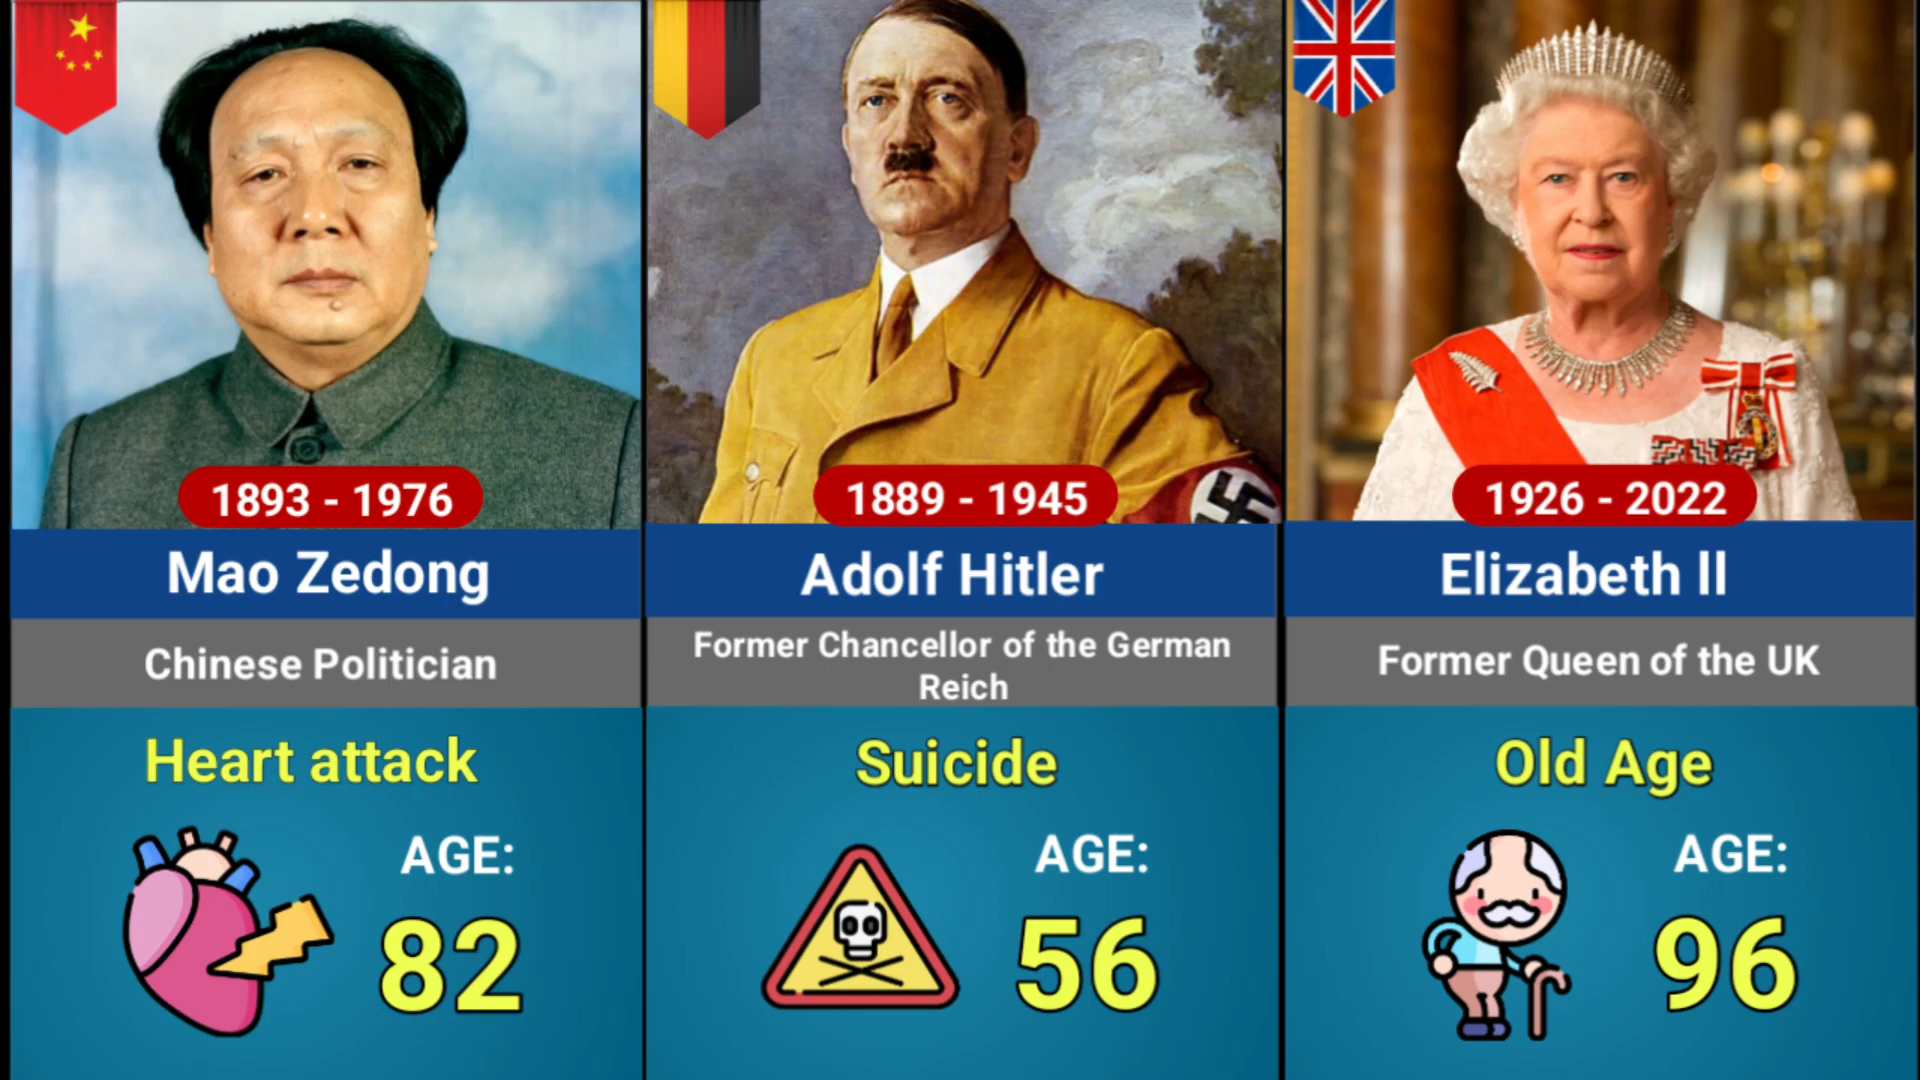 1893 - 1976
Mao Zedong
Chinese Politician
Heart attack
AGE:
82
1889 - 1945
Adolf Hitler
Former Chancellor of the German
Reich
Suicide
AGE:
56
1926 - 2022
Elizabeth ll
Former Queen of the UK
Old Age
AGE:
96